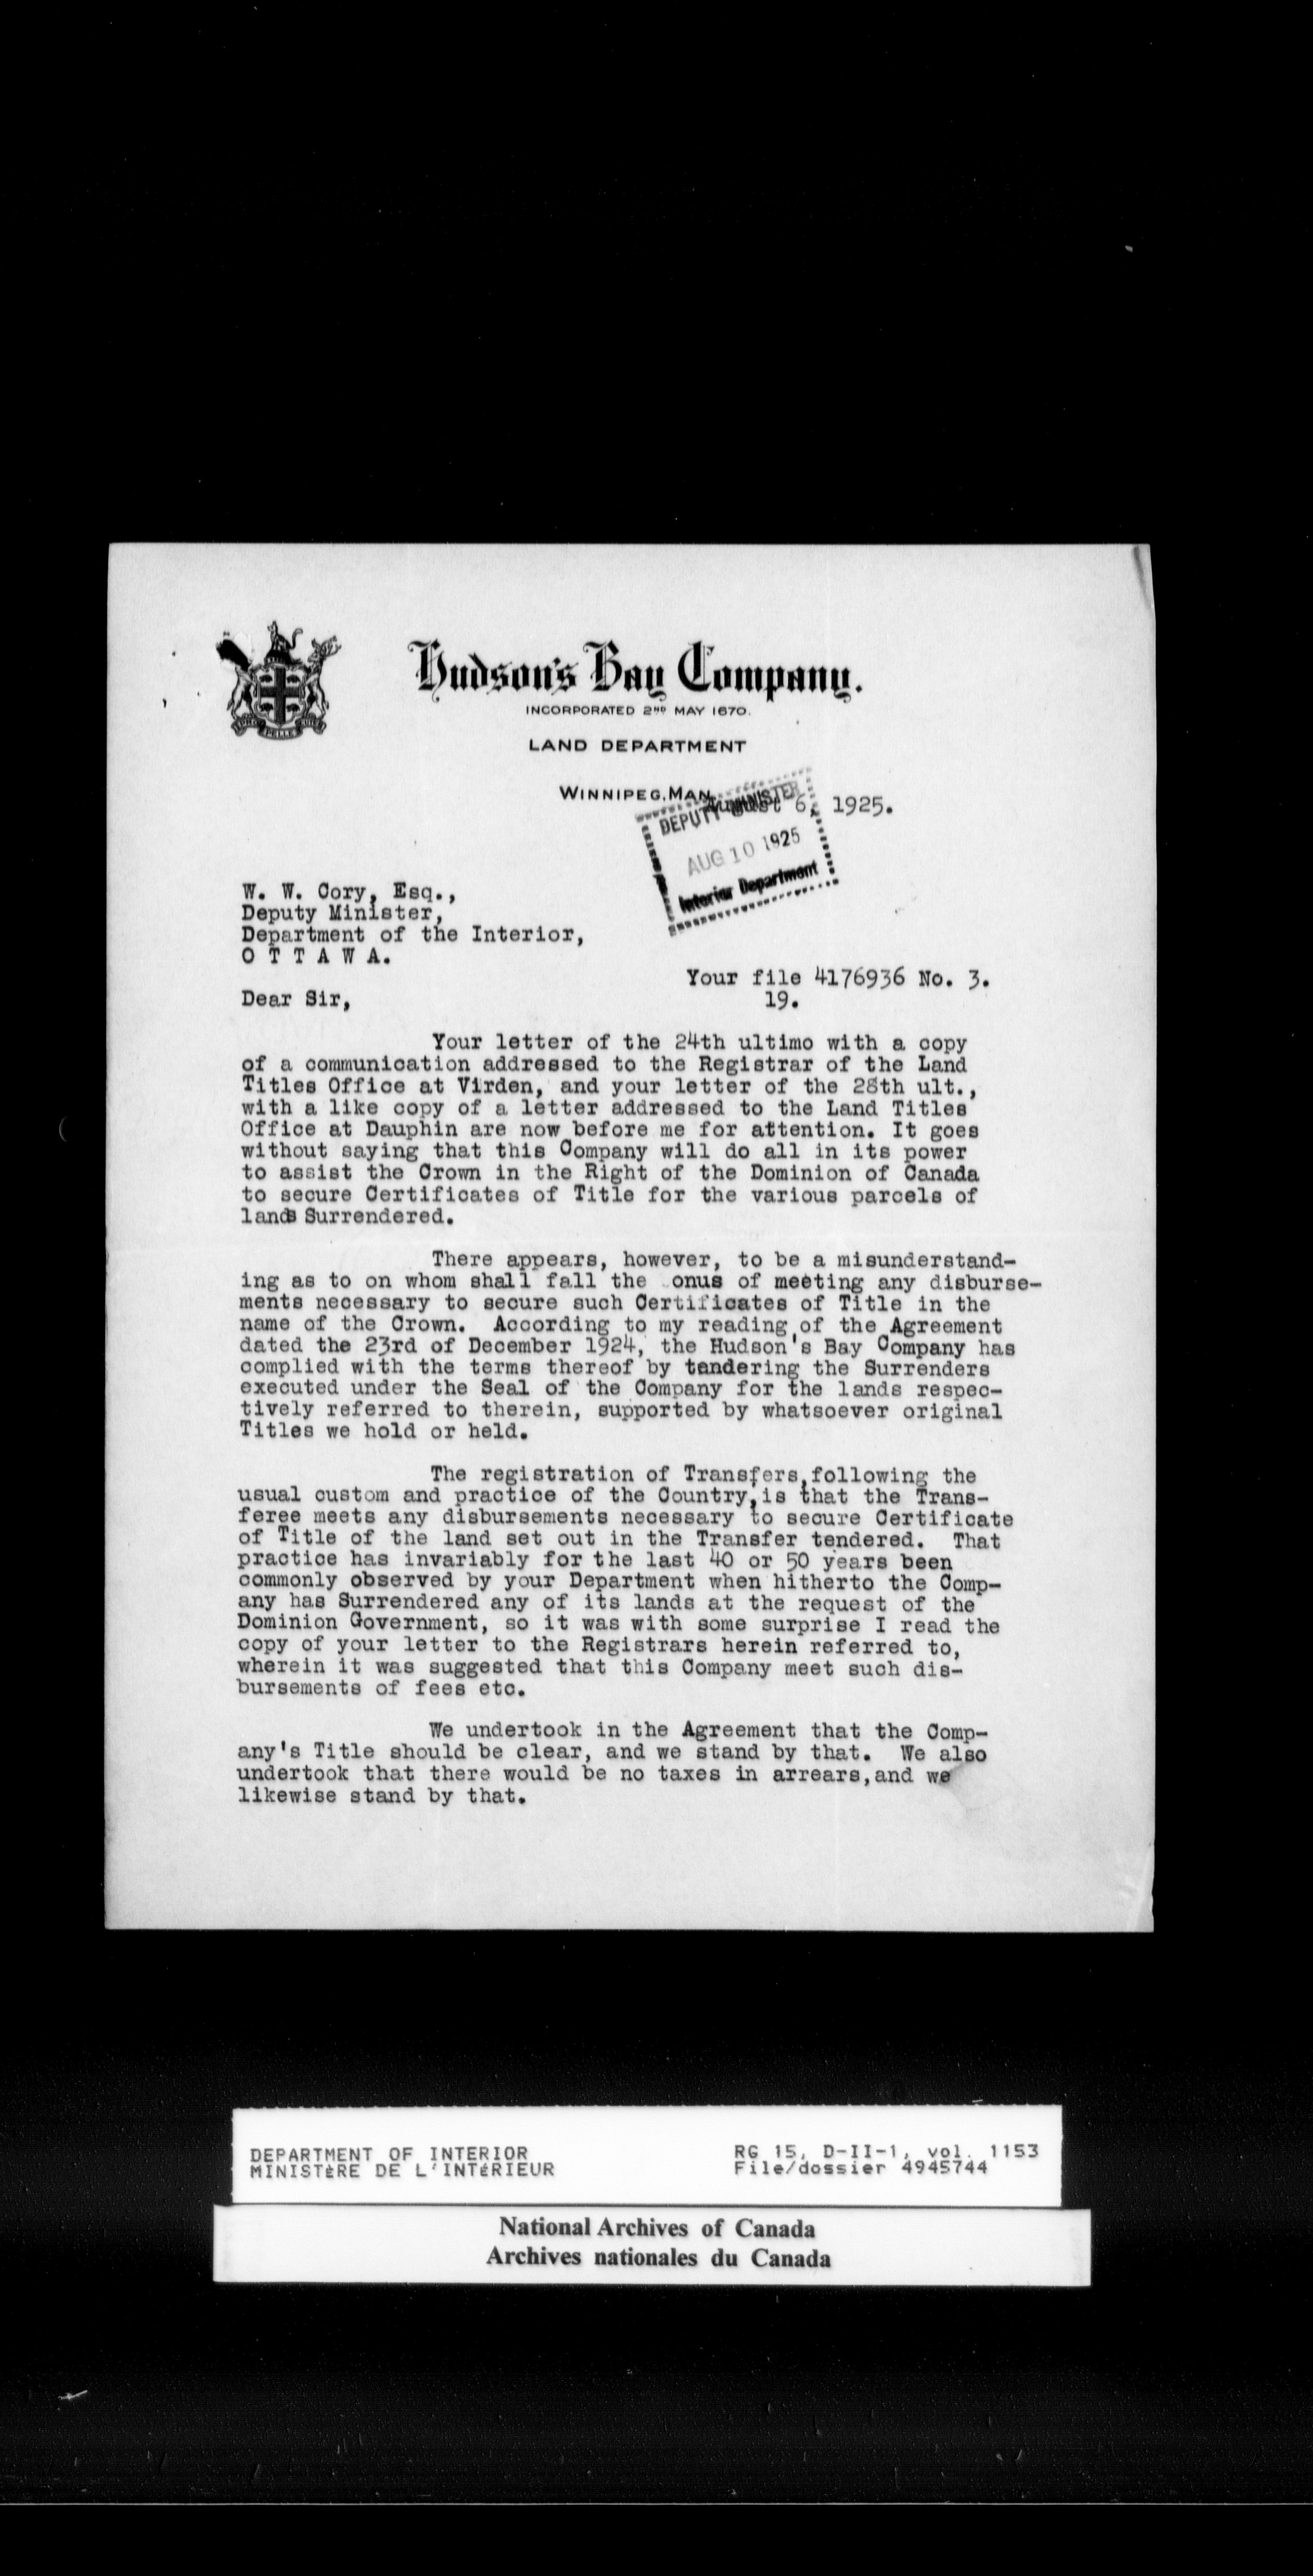 Hudson's Bay Company.
INCORPORATED 2ND MAY 1670.
LAND DEPARTMENT
WINNIPEG, MAN.
August 6, 1925.
DEPUTY MINISTER
AUG 10 1925
Interior Department
PRO PELLE CUTEM
W. W. Cory, Esq.,
Deputy Minister,
Department of the Interior,
O T T A W A.
Your file 4176936 No. 3.
19.
Dear Sir,
Your letter of the 24th ultimo with a copy
of a communication addressed to the Registrar of the Land
Titles Office at Virden, and your letter of the 28th ult.,
with a like copy of a letter addressed to the Land Titles
Office at Dauphin are now before me for attention. It goes
without saying that this Company will do all in its power
to assist the Crown in the Right of the Dominion of Canada
to secure Certificates of Title for the various parcels of
lands Surrendered.
There appears, however, to be a misunderstand-
ing as to on whom shall fall the onus of meeting any disburse-
ments necessary to secure such Certificates of Title in the
name of the Crown. According to my reading of the Agreement
dated the 23rd of December 1924, the Hudson's Bay Company has
complied with the terms thereof by tendering the Surrenders
executed under the Seal of the Company for the lands respec-
tively referred to therein, supported by whatsoever original
Titles we hold or held.
The registration of Transfers, following the
usual custom and practice of the Country, is that the Trans-
feree meets any disbursements necessary to secure Certificate
of Title of the land set out in the Transfer tendered. That
practice has invariably for the last 40 or 50 years been
commonly observed by your Department when hitherto the Comp-
any has Surrendered any of its lands at the request of the
Dominion Government, so it was with some surprise I read the
copy of your letter to the Registrars herein referred to,
wherein it was suggested that this Company meet such dis-
bursements of fees etc.
We undertook in the Agreement that the Comp-
any's Title should be clear, and we stand by that. We also
undertook that there would be no taxes in arrears, and we
likewise stand by that.
DEPARTMENT OF INTERIOR
MINISTÈRE DE L'INTÉRIEUR
RG 15, D-II-1, vol. 1153
File/dossier 4945744
National Archives of Canada
Archives nationales du Canada